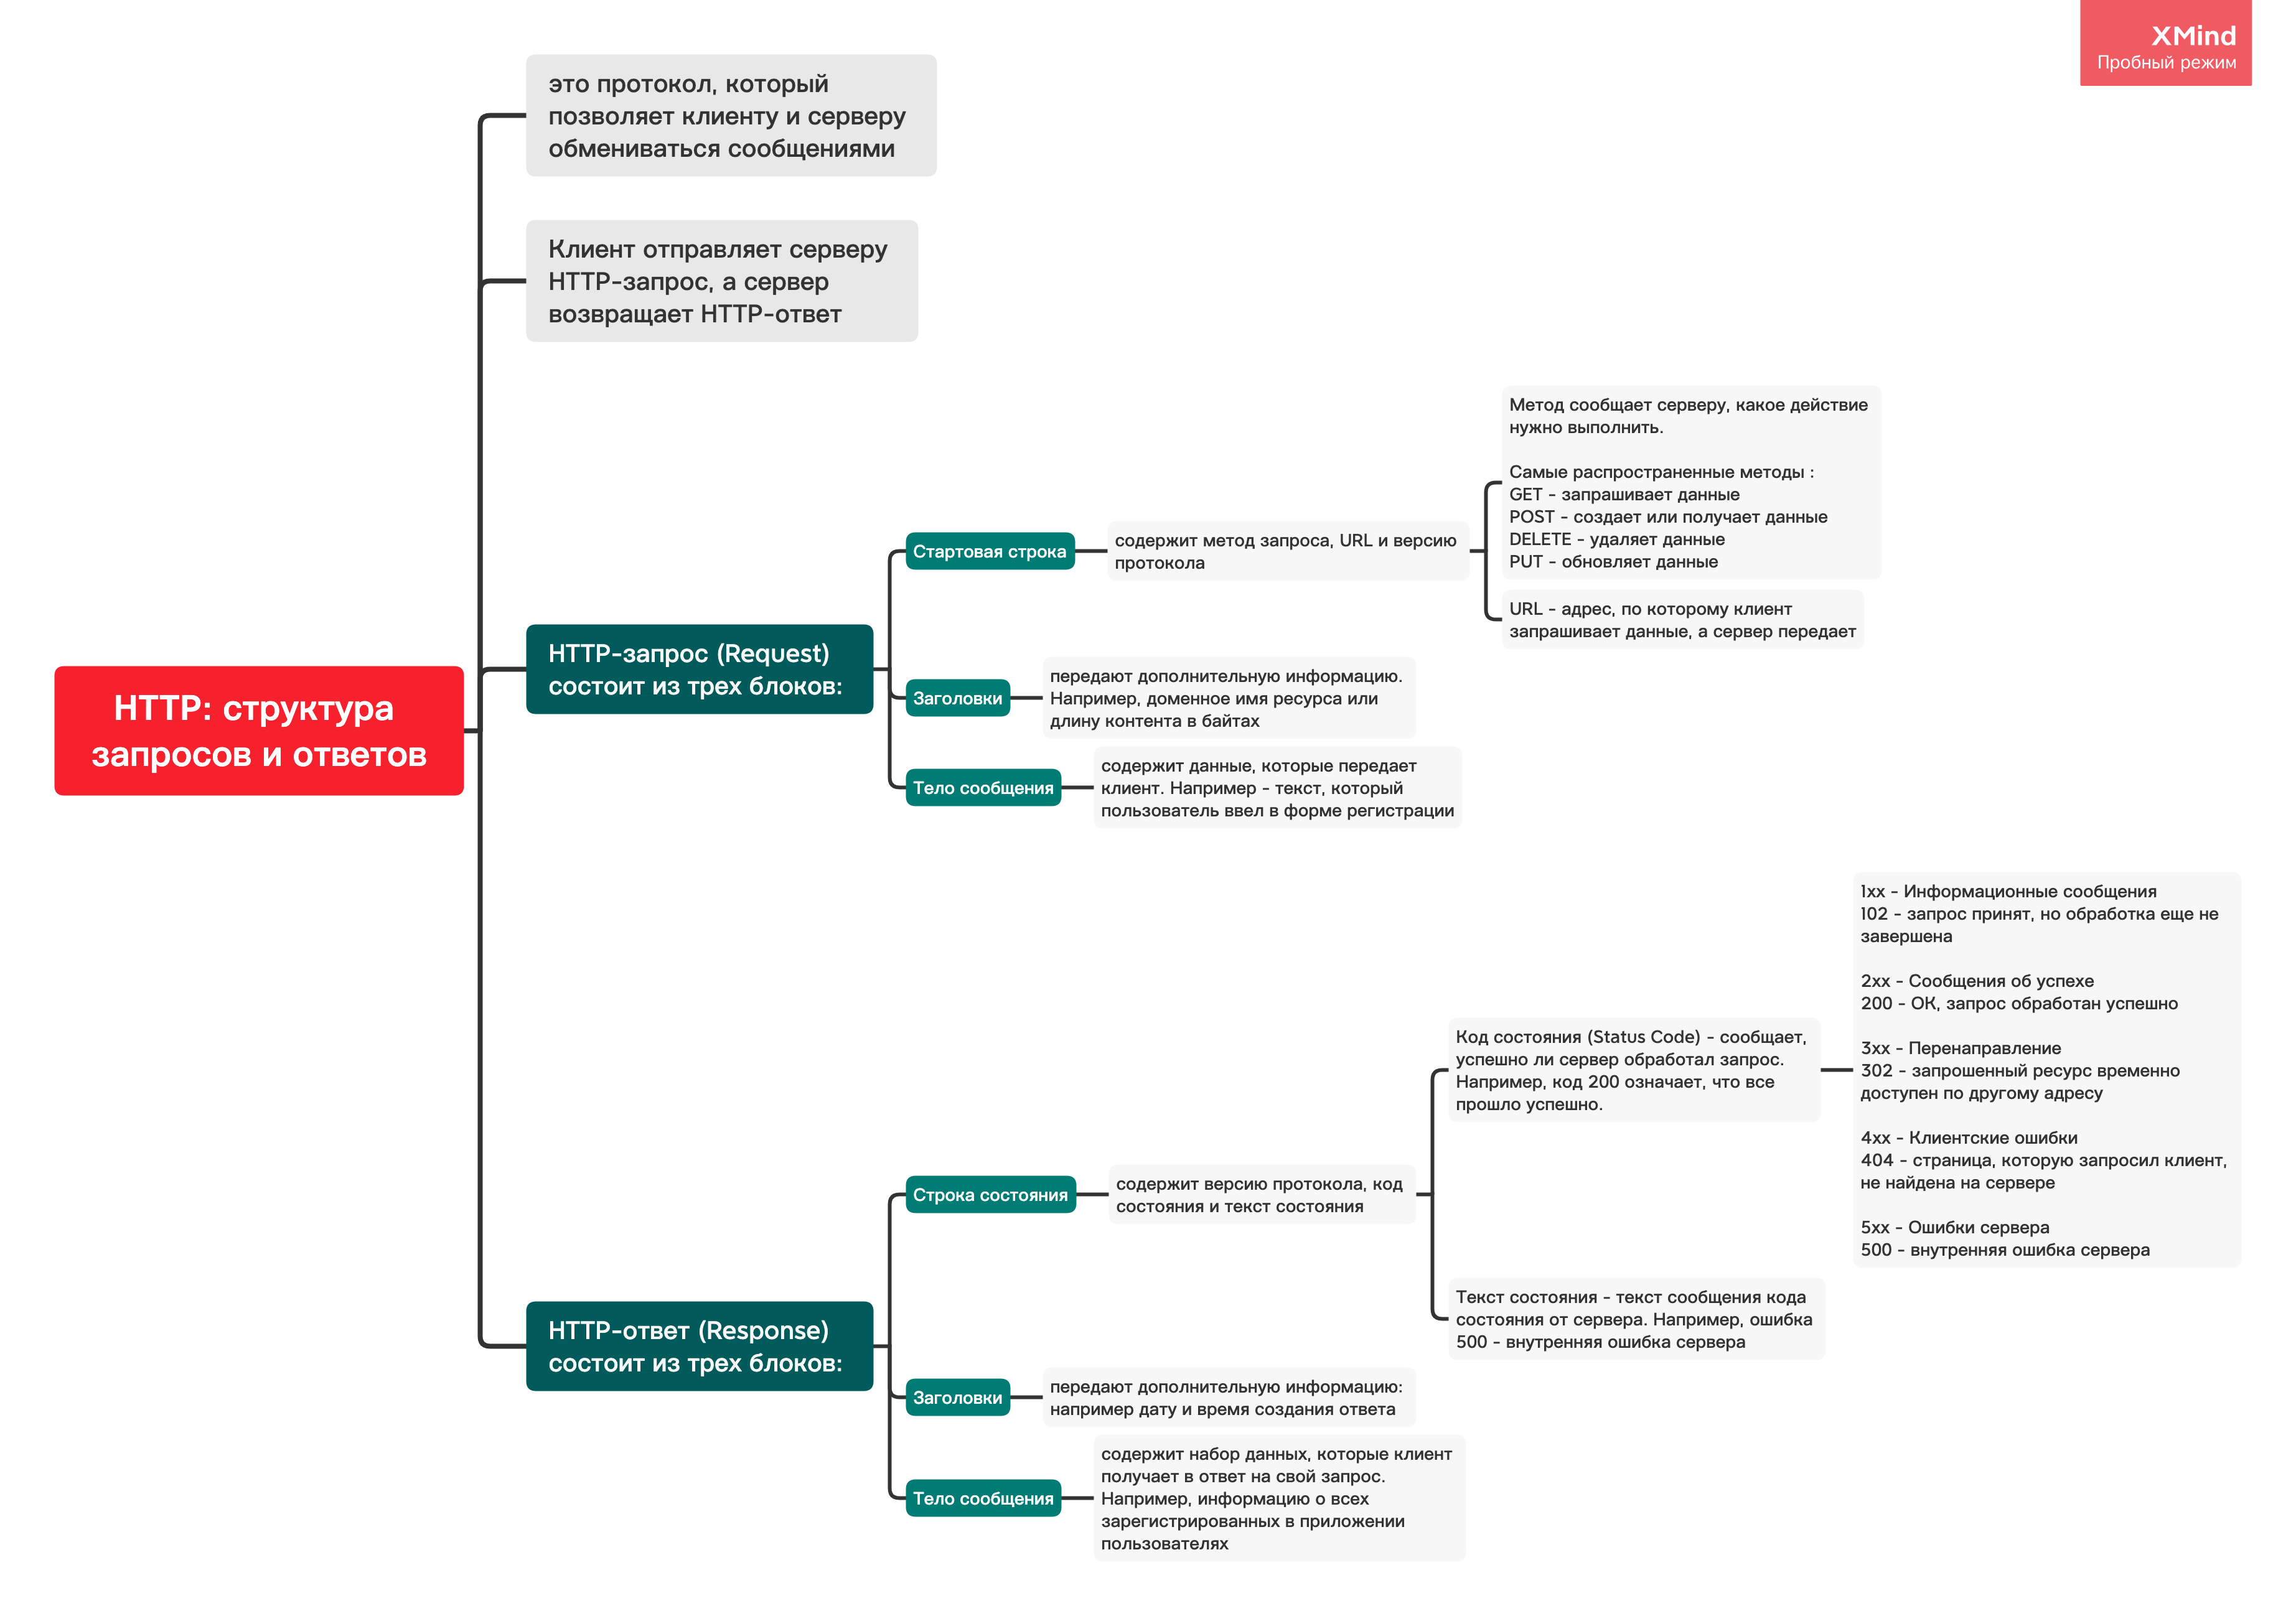 XMind
Пробный режим
это протокол, который
позволяет клиенту и серверу
обмениваться сообщениями
Клиент отправляет серверу
HTTP-запрос, а сервер
возвращает HTTP-ответ
HTTP: структура
запросов и ответов
HTTP-запрос (Request)
состоит из трех блоков:
Стартовая строка
содержит метод запроса, URL и версию
протокола
Метод сообщает серверу, какое действие
нужно выполнить.
Самые распространенные методы :
GET - запрашивает данные
POST - создает или получает данные
DELETE - удаляет данные
PUT - обновляет данные
URL - адрес, по которому клиент
запрашивает данные, а сервер передает
Заголовки
передают дополнительную информацию.
Например, доменное имя ресурса или
длину контента в байтах
Тело сообщения
содержит данные, которые передает
клиент. Например - текст, который
пользователь ввел в форме регистрации
HTTP-ответ (Response)
состоит из трех блоков:
Строка состояния
содержит версию протокола, код
состояния и текст состояния
Код состояния (Status Code) - сообщает,
успешно ли сервер обработал запрос.
Например, код 200 означает, что все
прошло успешно.
1xx - Информационные сообщения
102 - запрос принят, но обработка еще не
завершена
2xx - Сообщения об успехе
200 - ОК, запрос обработан успешно
3xx - Перенаправление
302 - запрошенный ресурс временно
доступен по другому адресу
4xx - Клиентские ошибки
404 - страница, которую запросил клиент,
не найдена на сервере
5xx - Ошибки сервера
500 - внутренняя ошибка сервера
Текст состояния - текст сообщения кода
состояния от сервера. Например, ошибка
500 - внутренняя ошибка сервера
Заголовки
передают дополнительную информацию:
например дату и время создания ответа
Тело сообщения
содержит набор данных, которые клиент
получает в ответ на свой запрос.
Например, информацию о всех
зарегистрированных в приложении
пользователях